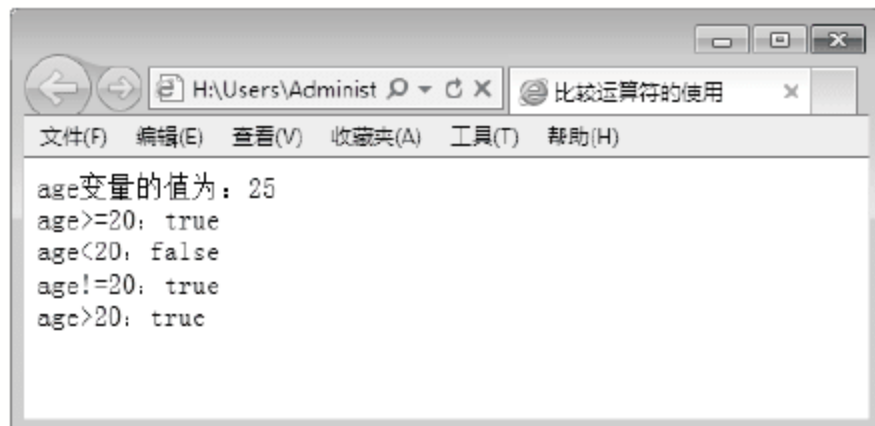 H:\Users\Administ
比较运算符的使用
文件(F) 编辑(E) 查看(V) 收藏夹(A) 工具(T) 帮助(H)
age变量的值为：25
age>=20：true
age<20：false
age!=20：true
age>20：true